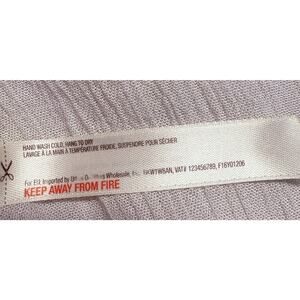 HAND WASH COLD, HANG TO DRY
LAVAGE À LA MAIN À TEMPÉRATURE FROIDE, SUSPENDRE POUR SÉCHER
For EU: Imported by Wholesale, VAT# 123456789, F16Y01206
KEEP AWAY FROM FIRE